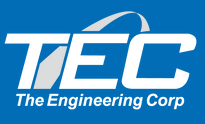 TEC
The Engineering Corp